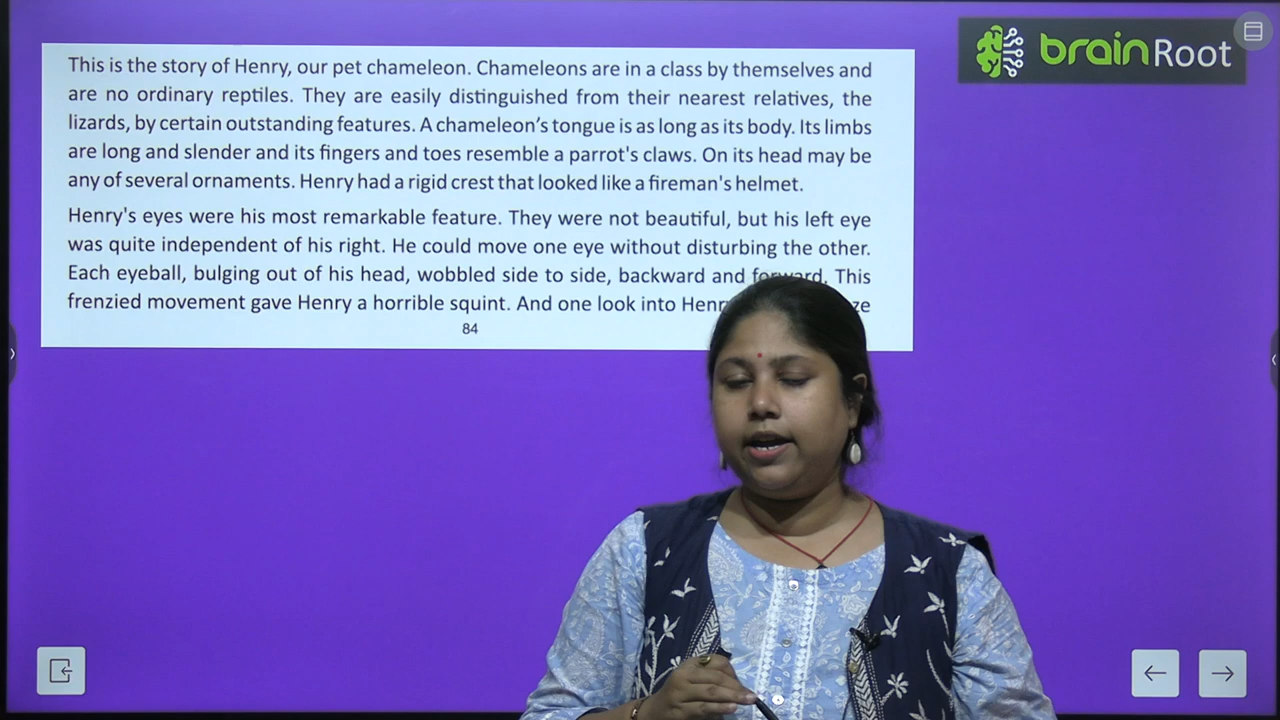 brainRoot
This is the story of Henry, our pet chameleon. Chameleons are in a class by themselves and
are no ordinary reptiles. They are easily distinguished from their nearest relatives, the
lizards, by certain outstanding features. A chameleon's tongue is as long as its body. Its limbs
are long and slender and its fingers and toes resemble a parrot's claws. On its head may be
any of several ornaments. Henry had a rigid crest that looked like a fireman's helmet.
Henry's eyes were his most remarkable feature. They were not beautiful, but his left eye
was quite independent of his right. He could move one eye without disturbing the other.
Each eyeball, bulging out of his head, wobbled side to side, backward and forward. This
frenzied movement gave Henry a horrible squint. And one look into
84